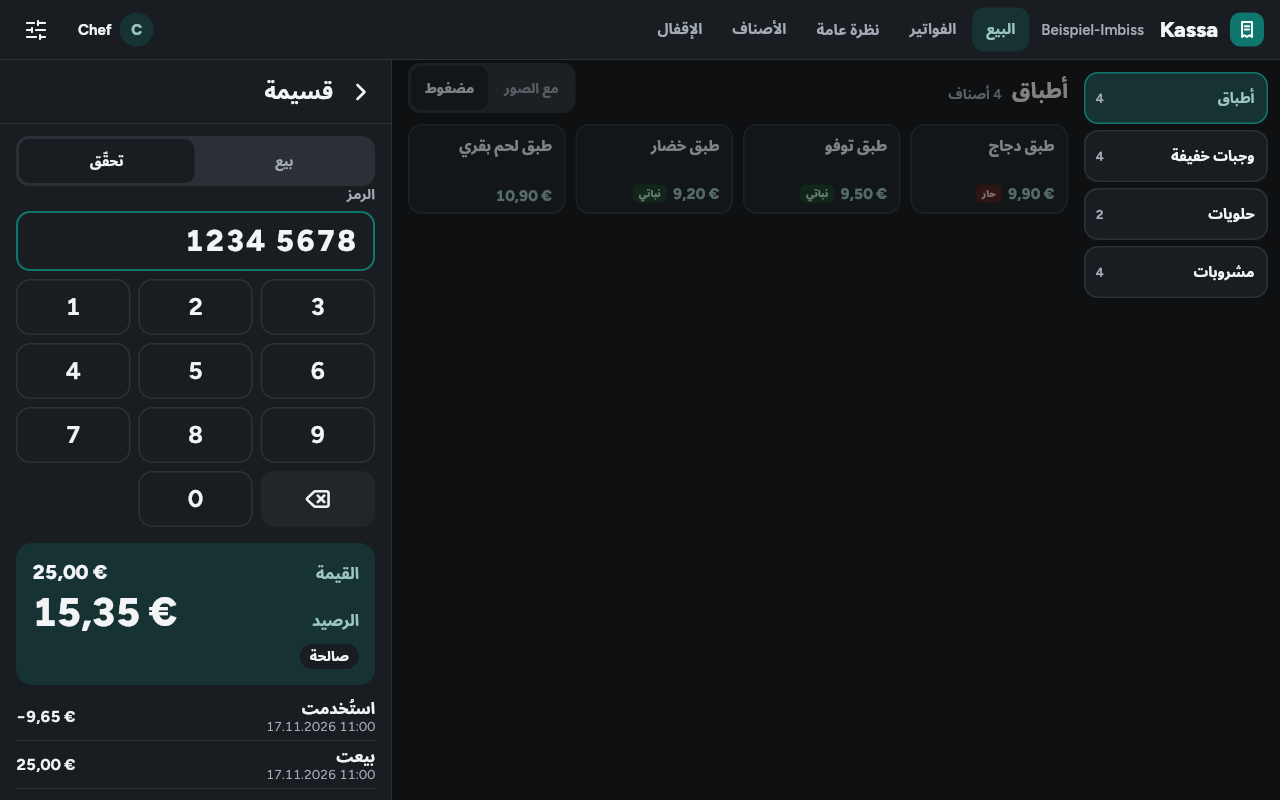 Kassa
Beispiel-Imbiss
البيع
الفواتير
نظرة عامة
الأصناف
الإقفال
C
Chef
أطباق
4
وجبات خفيفة
4
حلويات
2
مشروبات
4
أطباق
4 أصناف
مع الصور
مضغوط
طبق دجاج
9,90 €
حار
طبق توفو
9,50 €
نباتي
طبق خضار
9,20 €
نباتي
طبق لحم بقري
10,90 €
قسيمة
بيع
تحقّق
الرمز
1234 5678
1 2 3
4 5 6
7 8 9
0
القيمة
25,00 €
الرصيد
15,35 €
صالحة
استُخدمت
17.11.2026 11:00
−9,65 €
بيعت
17.11.2026 11:00
25,00 €